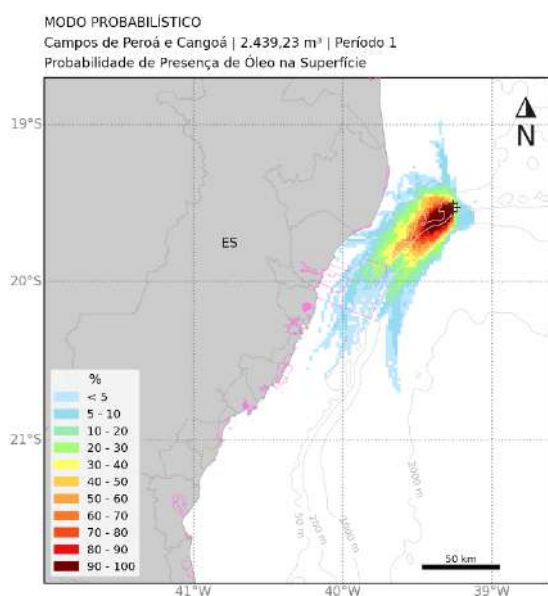 MODO PROBABILÍSTICO
Campos de Peroá e Cangoá | 2.439,23 m³ | Período 1
Probabilidade de Presença de Óleo na Superfície
19°S
N
ES
20°S
%
< 5
5 - 10
10 - 20
20 - 30
30 - 40
40 - 50
50 - 60
60 - 70
70 - 80
80 - 90
90 - 100
21°S
50 m
200 m
1000 m
2000 m
50 km
41°W
40°W
39°W